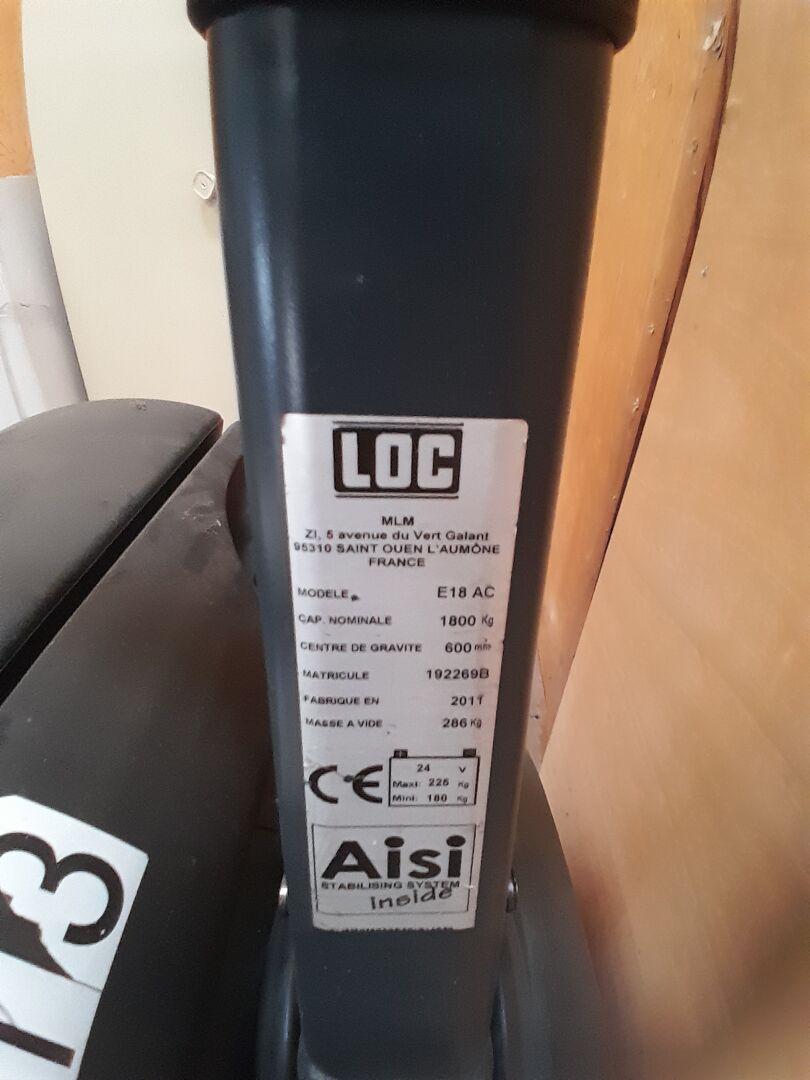 LOC
MLM
ZI, 5 avenue du Vert Galant
95310 SAINT OUEN L'AUMÔNE
FRANCE
MODELE E18 AC
CAP. NOMINALE 1800 Kg
CENTRE DE GRAVITE 600 mm
MATRICULE 192269B
FABRIQUE EN 2011
MASSE A VIDE 286 Kg
CE
24 V
Maxi: 225 Kg
Mini: 180 Kg
Aisi
STABILISING SYSTEM
inside
3